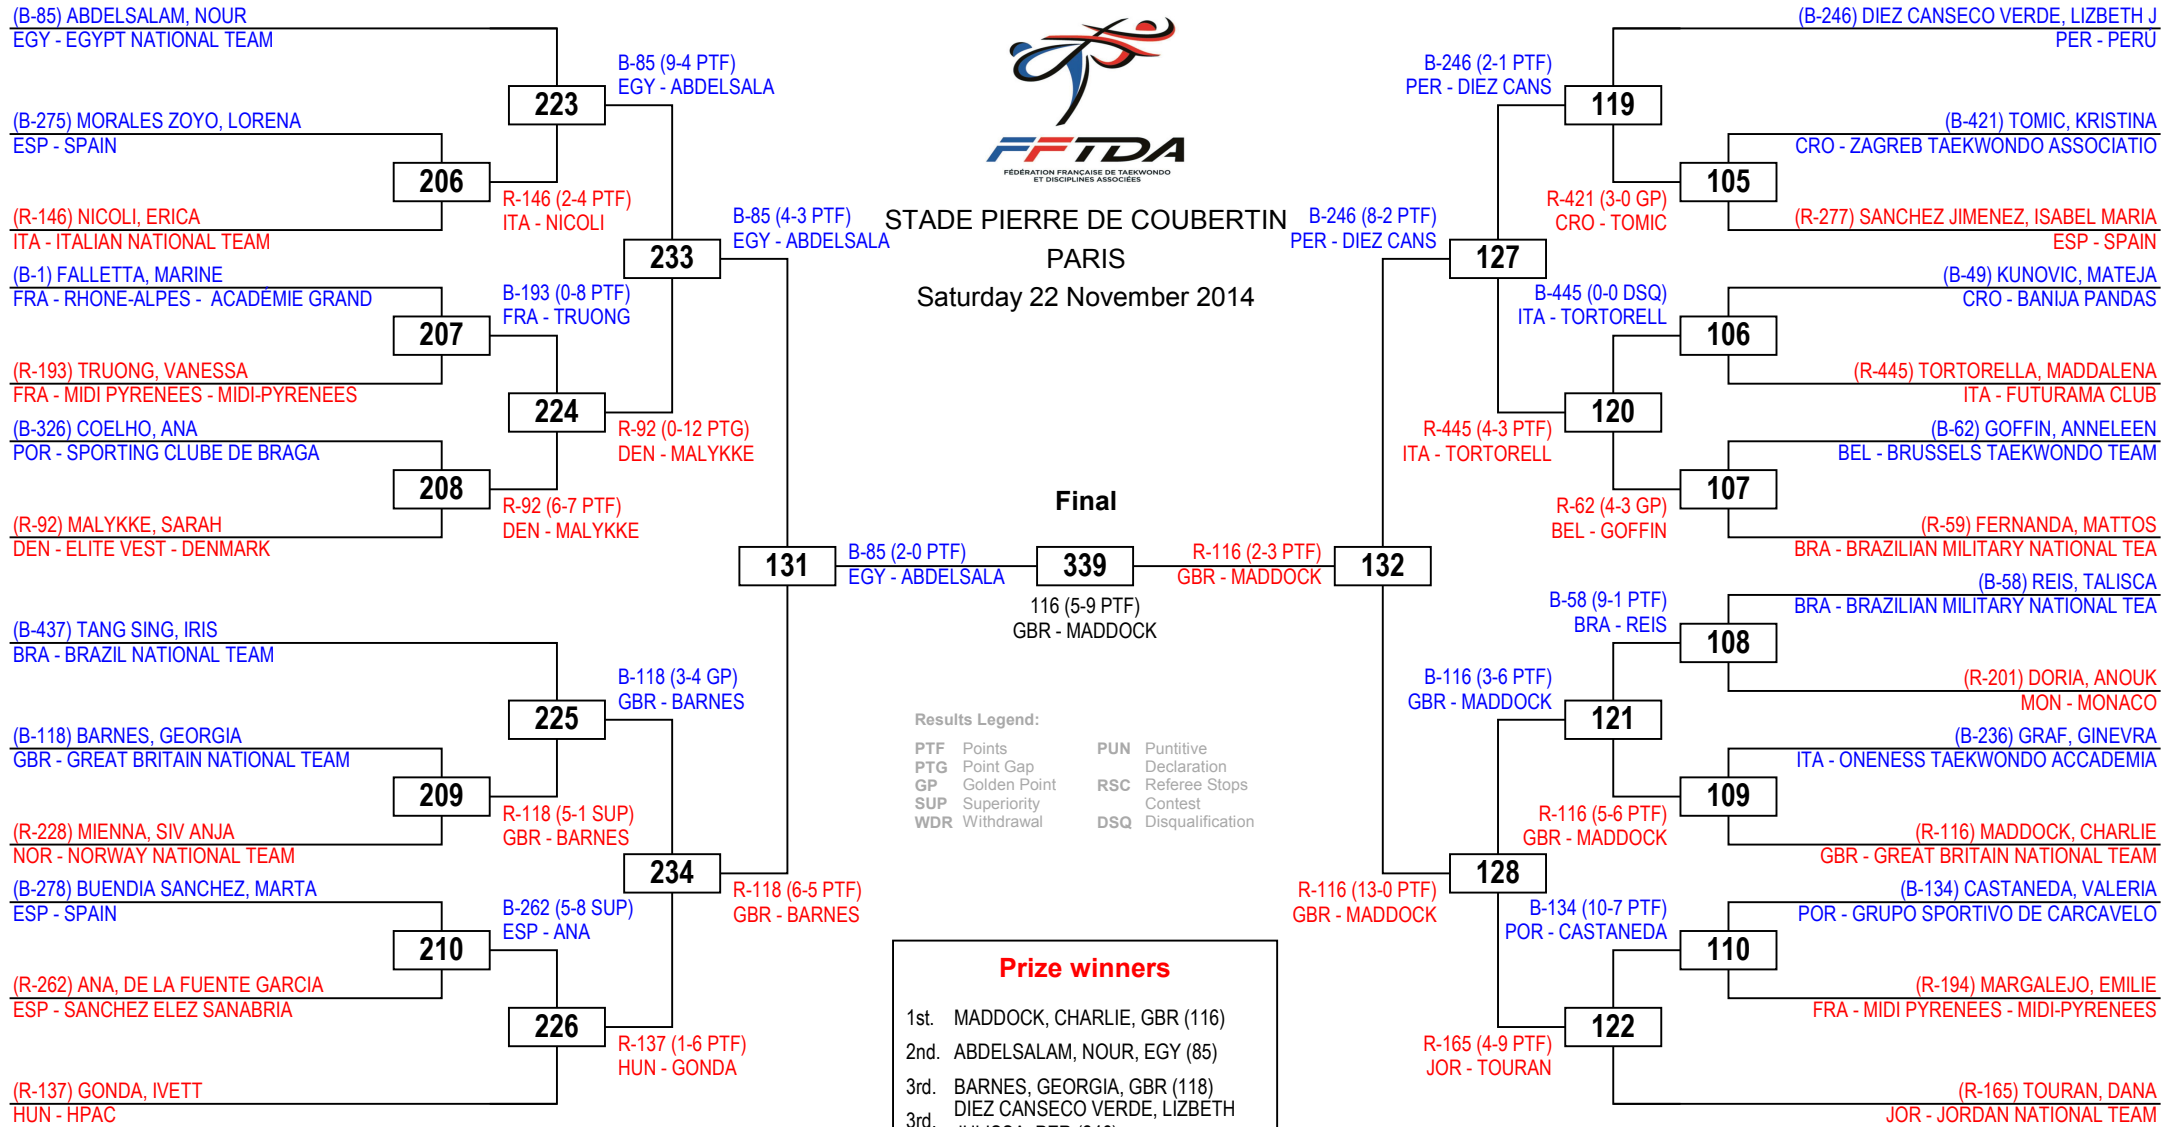 (B-85) ABDELSALAM, NOUR
EGY - EGYPT NATIONAL TEAM
(B-275) MORALES ZOYO, LORENA
ESP - SPAIN
(R-146) NICOLI, ERICA
ITA - ITALIAN NATIONAL TEAM
(B-1) FALLETTA, MARINE
FRA - RHONE-ALPES - ACADÉMIE GRAND
(R-193) TRUONG, VANESSA
FRA - MIDI PYRENEES - MIDI-PYRENEES
(B-326) COELHO, ANA
POR - SPORTING CLUBE DE BRAGA
(R-92) MALYKKE, SARAH
DEN - ELITE VEST - DENMARK
(B-437) TANG SING, IRIS
BRA - BRAZIL NATIONAL TEAM
(B-118) BARNES, GEORGIA
GBR - GREAT BRITAIN NATIONAL TEAM
(R-228) MIENNA, SIV ANJA
NOR - NORWAY NATIONAL TEAM
(B-278) BUENDIA SANCHEZ, MARTA
ESP - SPAIN
(R-262) ANA, DE LA FUENTE GARCIA
ESP - SANCHEZ ELEZ SANABRIA
(R-137) GONDA, IVETT
HUN - HPAC
206
R-146 (2-4 PTF)
ITA - NICOLI
207
B-193 (0-8 PTF)
FRA - TRUONG
208
R-92 (6-7 PTF)
DEN - MALYKKE
209
R-118 (5-1 SUP)
GBR - BARNES
210
B-262 (5-8 SUP)
ESP - ANA
223
B-85 (9-4 PTF)
EGY - ABDELSALA
224
R-92 (0-12 PTG)
DEN - MALYKKE
225
B-118 (3-4 GP)
GBR - BARNES
226
R-137 (1-6 PTF)
HUN - GONDA
233
B-85 (4-3 PTF)
EGY - ABDELSALA
234
R-118 (6-5 PTF)
GBR - BARNES
131
B-85 (2-0 PTF)
EGY - ABDELSALA
FFTDA
FÉDÉRATION FRANÇAISE DE TAEKWONDO
ET DISCIPLINES ASSOCIÉES
STADE PIERRE DE COUBERTIN
PARIS
Saturday 22 November 2014
Final
339
116 (5-9 PTF)
GBR - MADDOCK
Results Legend:
PTF Points
PTG Point Gap
GP Golden Point
SUP Superiority
WDR Withdrawal
PUN Puntitive
Declaration
RSC Referee Stops
Contest
DSQ Disqualification
Prize winners
1st. MADDOCK, CHARLIE, GBR (116)
2nd. ABDELSALAM, NOUR, EGY (85)
3rd. BARNES, GEORGIA, GBR (118)
3rd. DIEZ CANSECO VERDE, LIZBETH
R-116 (2-3 PTF)
GBR - MADDOCK
132
B-246 (8-2 PTF)
PER - DIEZ CANS
127
R-116 (13-0 PTF)
GBR - MADDOCK
128
B-246 (2-1 PTF)
PER - DIEZ CANS
119
R-445 (4-3 PTF)
ITA - TORTORELL
120
B-116 (3-6 PTF)
GBR - MADDOCK
121
R-165 (4-9 PTF)
JOR - TOURAN
122
R-421 (3-0 GP)
CRO - TOMIC
105
B-445 (0-0 DSQ)
ITA - TORTORELL
106
R-62 (4-3 GP)
BEL - GOFFIN
107
B-58 (9-1 PTF)
BRA - REIS
108
R-116 (5-6 PTF)
GBR - MADDOCK
109
B-134 (10-7 PTF)
POR - CASTANEDA
110
(B-246) DIEZ CANSECO VERDE, LIZBETH J
PER - PERÚ
(B-421) TOMIC, KRISTINA
CRO - ZAGREB TAEKWONDO ASSOCIATIO
(R-277) SANCHEZ JIMENEZ, ISABEL MARIA
ESP - SPAIN
(B-49) KUNOVIC, MATEJA
CRO - BANIJA PANDAS
(R-445) TORTORELLA, MADDALENA
ITA - FUTURAMA CLUB
(B-62) GOFFIN, ANNELEEN
BEL - BRUSSELS TAEKWONDO TEAM
(R-59) FERNANDA, MATTOS
BRA - BRAZILIAN MILITARY NATIONAL TEA
(B-58) REIS, TALISCA
BRA - BRAZILIAN MILITARY NATIONAL TEA
(R-201) DORIA, ANOUK
MON - MONACO
(B-236) GRAF, GINEVRA
ITA - ONENESS TAEKWONDO ACCADEMIA
(R-116) MADDOCK, CHARLIE
GBR - GREAT BRITAIN NATIONAL TEAM
(B-134) CASTANEDA, VALERIA
POR - GRUPO SPORTIVO DE CARCAVELO
(R-194) MARGALEJO, EMILIE
FRA - MIDI PYRENEES - MIDI-PYRENEES
(R-165) TOURAN, DANA
JOR - JORDAN NATIONAL TEAM